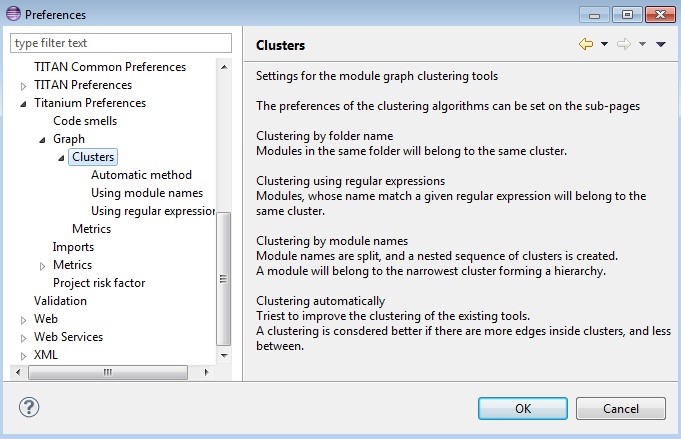 Preferences
type filter text
TITAN Common Preferences
TITAN Preferences
Titanium Preferences
Code smells
Graph
Clusters
Automatic method
Using module names
Using regular expression
Metrics
Imports
Metrics
Project risk factor
Validation
Web
Web Services
XML
Clusters
Settings for the module graph clustering tools
The preferences of the clustering algorithms can be set on the sub-pages
Clustering by folder name
Modules in the same folder will belong to the same cluster.
Clustering using regular expressions
Modules, whose name match a given regular expression will belong to the
same cluster.
Clustering by module names
Module names are split, and a nested sequence of clusters is created.
A module will belong to the narrowest cluster forming a hierarchy.
Clustering automatically
Triest to improve the clustering of the existing tools.
A clustering is consdered better if there are more edges inside clusters, and less
between.
?
OK
Cancel